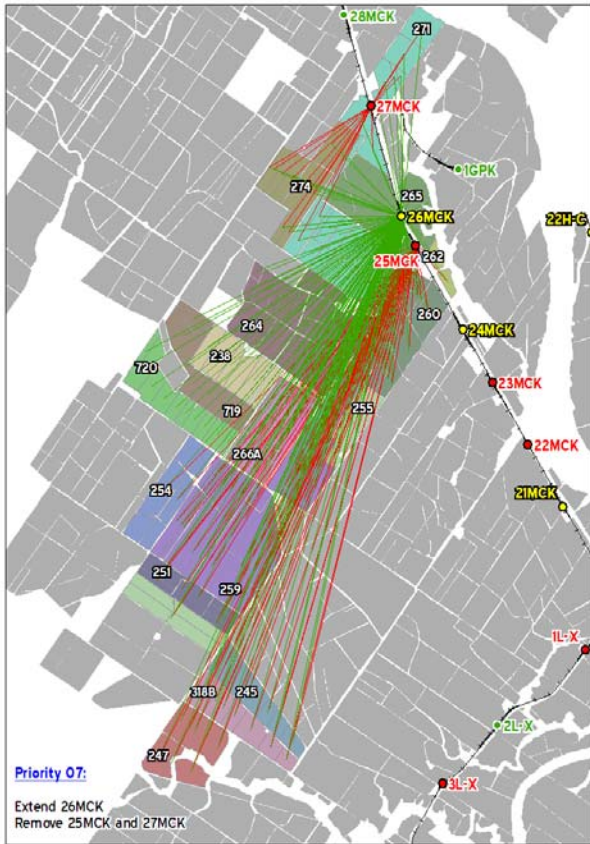 28MCK
271
27MCK
1GPK
274
265
26MCK
22H-C
25MCK
262
260
264
24MCK
238
720
23MCK
719
255
22MCK
266A
254
21MCK
251
259
1L-X
318B
245
2L-X
247
3L-X
Priority 07:
Extend 26MCK
Remove 25MCK and 27MCK